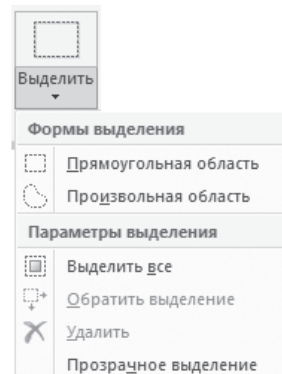 Выделить
Формы выделения
Прямоугольная область
Произвольная область
Параметры выделения
Выделить все
Обратить выделение
Удалить
Прозрачное выделение